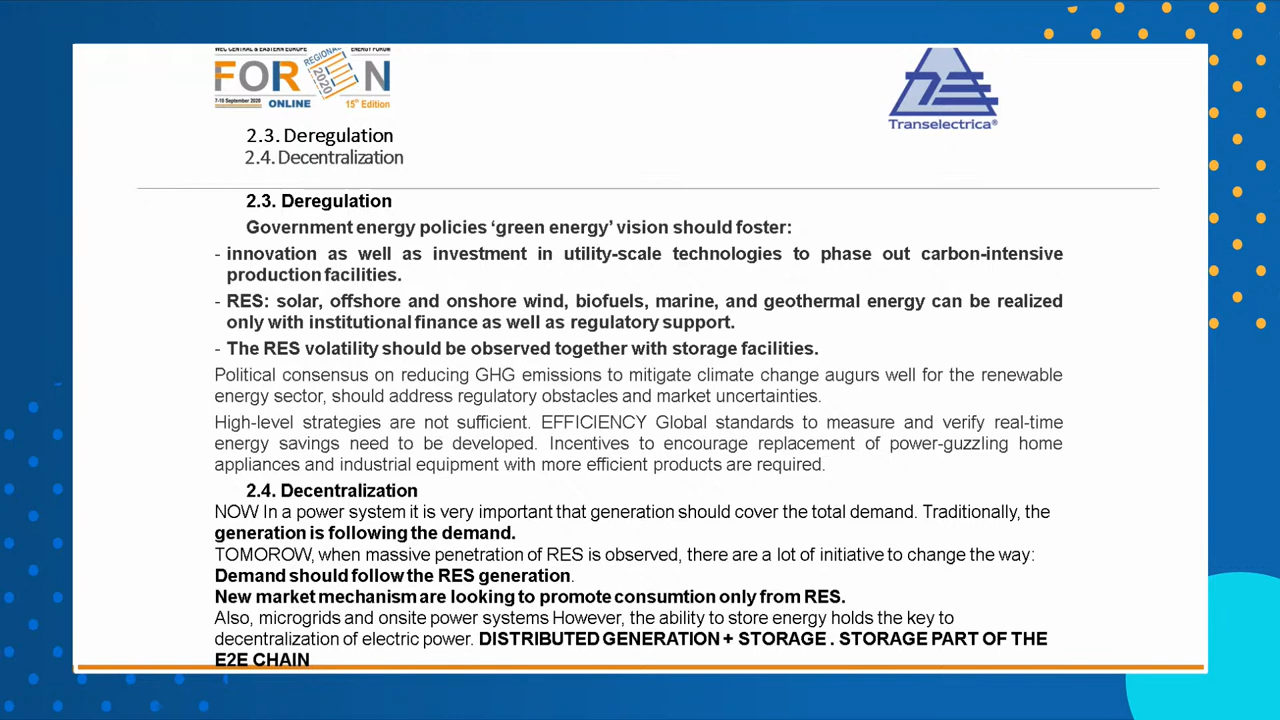 WEC CENTRAL & EASTERN EUROPE REGIONAL ENERGY FORUM
FOREN
2020
7-10 September 2020 ONLINE 15th Edition
Transelectrica®
2.3. Deregulation
2.4. Decentralization
2.3. Deregulation
Government energy policies ‘green energy’ vision should foster:
- innovation as well as investment in utility-scale technologies to phase out carbon-intensive
production facilities.
- RES: solar, offshore and onshore wind, biofuels, marine, and geothermal energy can be realized
only with institutional finance as well as regulatory support.
- The RES volatility should be observed together with storage facilities.
Political consensus on reducing GHG emissions to mitigate climate change augurs well for the renewable
energy sector, should address regulatory obstacles and market uncertainties.
High-level strategies are not sufficient. EFFICIENCY Global standards to measure and verify real-time
energy savings need to be developed. Incentives to encourage replacement of power-guzzling home
appliances and industrial equipment with more efficient products are required.
2.4. Decentralization
NOW In a power system it is very important that generation should cover the total demand. Traditionally, the
generation is following the demand.
TOMOROW, when massive penetration of RES is observed, there are a lot of initiative to change the way:
Demand should follow the RES generation.
New market mechanism are looking to promote consumtion only from RES.
Also, microgrids and onsite power systems However, the ability to store energy holds the key to
decentralization of electric power. DISTRIBUTED GENERATION + STORAGE . STORAGE PART OF THE
E2E CHAIN